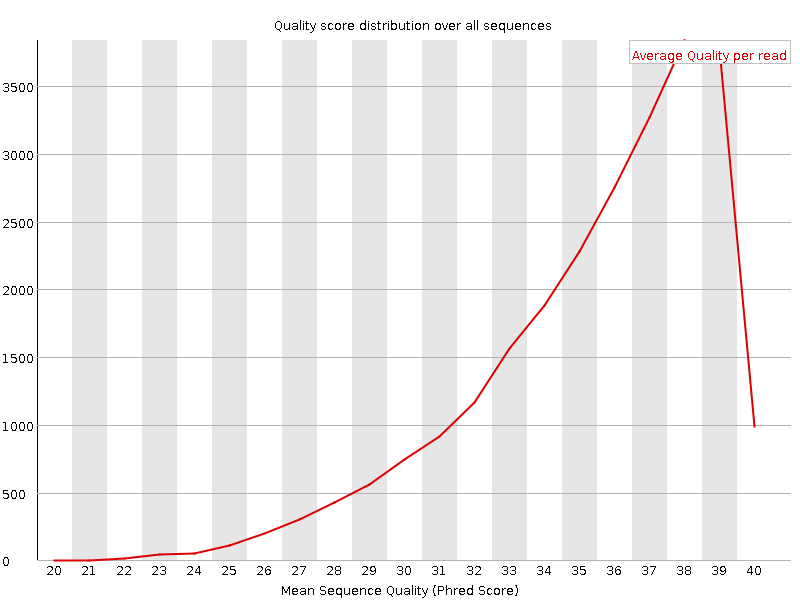 Quality score distribution over all sequences
Average Quality per read
3500
3000
2500
2000
1500
1000
500
0
20 21 22 23 24 25 26 27 28 29 30 31 32 33 34 35 36 37 38 39 40
Mean Sequence Quality (Phred Score)